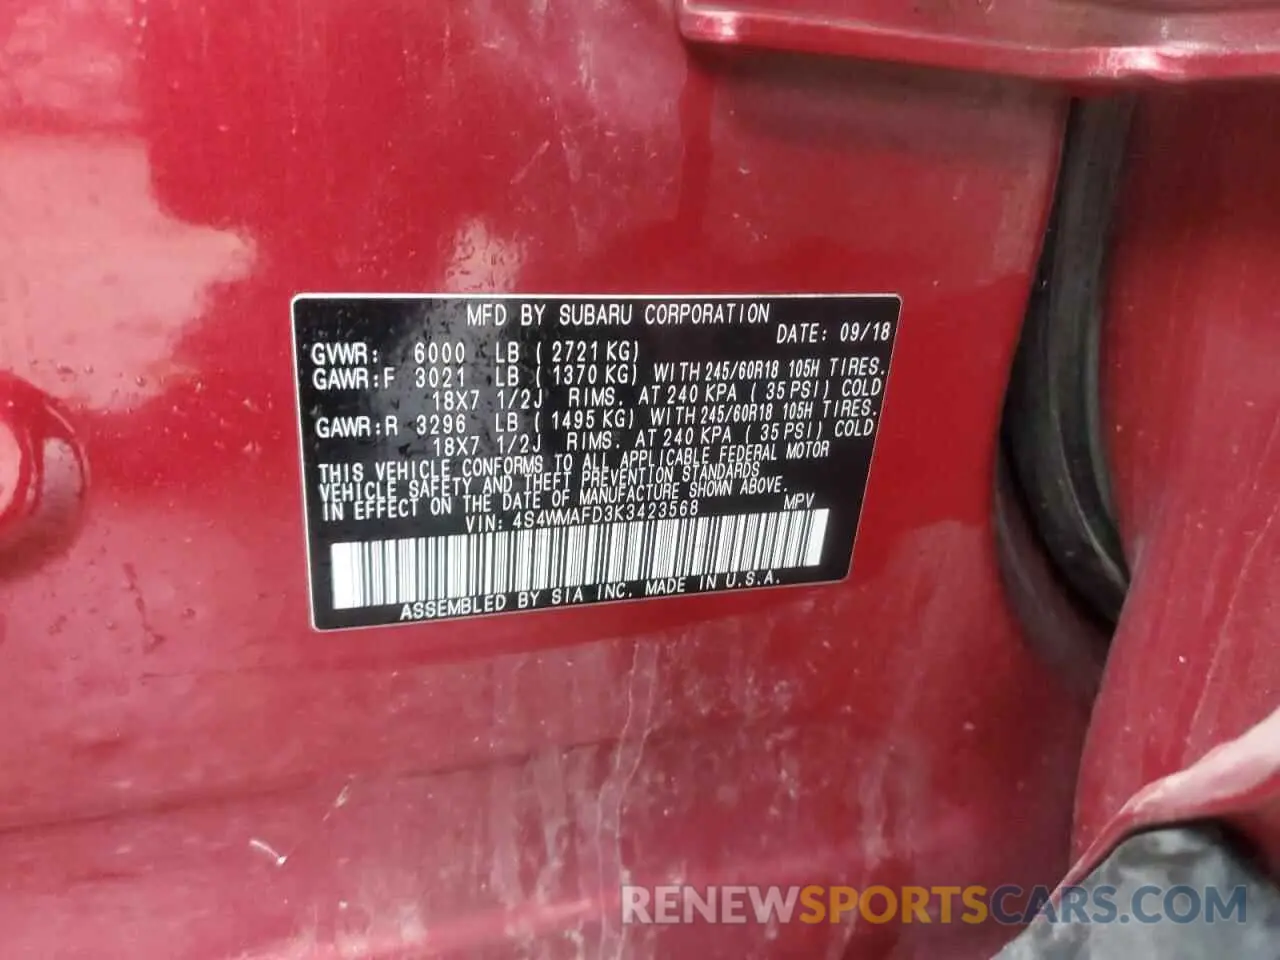 MFD BY SUBARU CORPORATION
DATE: 09/18
GVWR: 6000 LB ( 2721 KG)
GAWR:F 3021 LB ( 1370 KG) WITH 245/60R18 105H TIRES.
18X7 1/2J RIMS. AT 240 KPA ( 35 PSI) COLD
GAWR:R 3296 LB ( 1495 KG) WITH 245/60R18 105H TIRES.
18X7 1/2J RIMS. AT 240 KPA ( 35 PSI) COLD
THIS VEHICLE CONFORMS TO ALL APPLICABLE FEDERAL MOTOR
VEHICLE SAFETY AND THEFT PREVENTION STANDARDS
IN EFFECT ON THE DATE OF MANUFACTURE SHOWN ABOVE.
VIN: 4S4WMAFD3K3423568 MPV
ASSEMBLED BY SIA INC. MADE IN U.S.A.
RENEWSPORTSCARS.COM